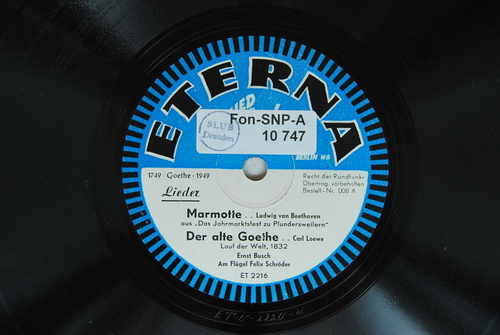 ETERNA
LIED
SLUB
Dresden
Fon-SNP-A
10 747
BERLIN W8
1749 Goethe - 1949
Lieder
Recht der Rundfunk-
Übertrag. vorbehalten
Bestell - Nr. 008 A
Marmotte . . Ludwig van Beethoven
aus „Das Jahrmarktsfest zu Plundersweilern"
Der alte Goethe . . Carl Loewe
Lauf der Welt, 1832
Ernst Busch
Am Flügel Felix Schröder
ET 2216